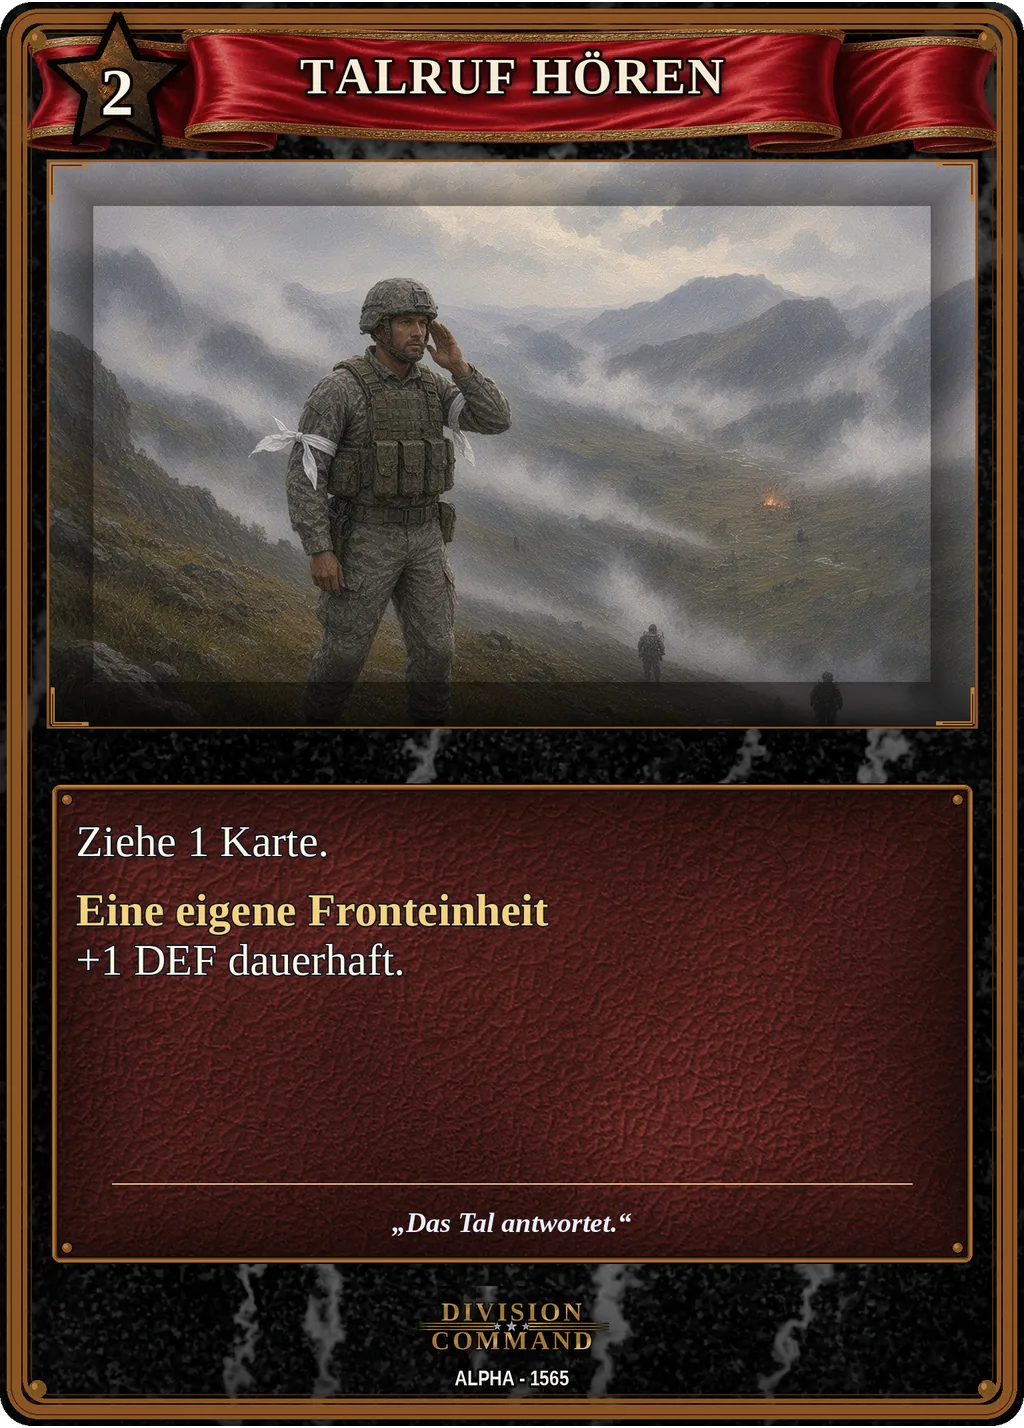 2
TALRUF HÖREN
Ziehe 1 Karte.
Eine eigene Fronteinheit
+1 DEF dauerhaft.
„Das Tal antwortet.“
DIVISION
COMMAND
ALPHA - 1565